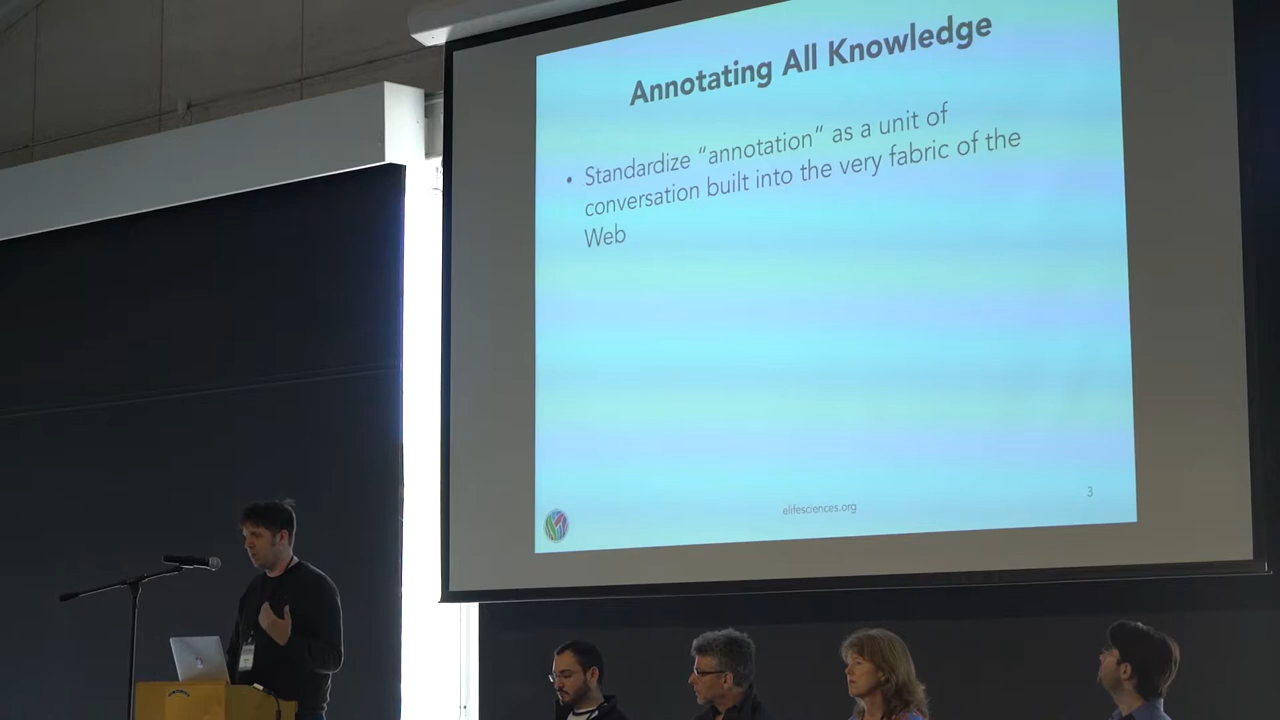 Annotating All Knowledge
• Standardize “annotation” as a unit of
conversation built into the very fabric of the
Web
elifesciences.org
3